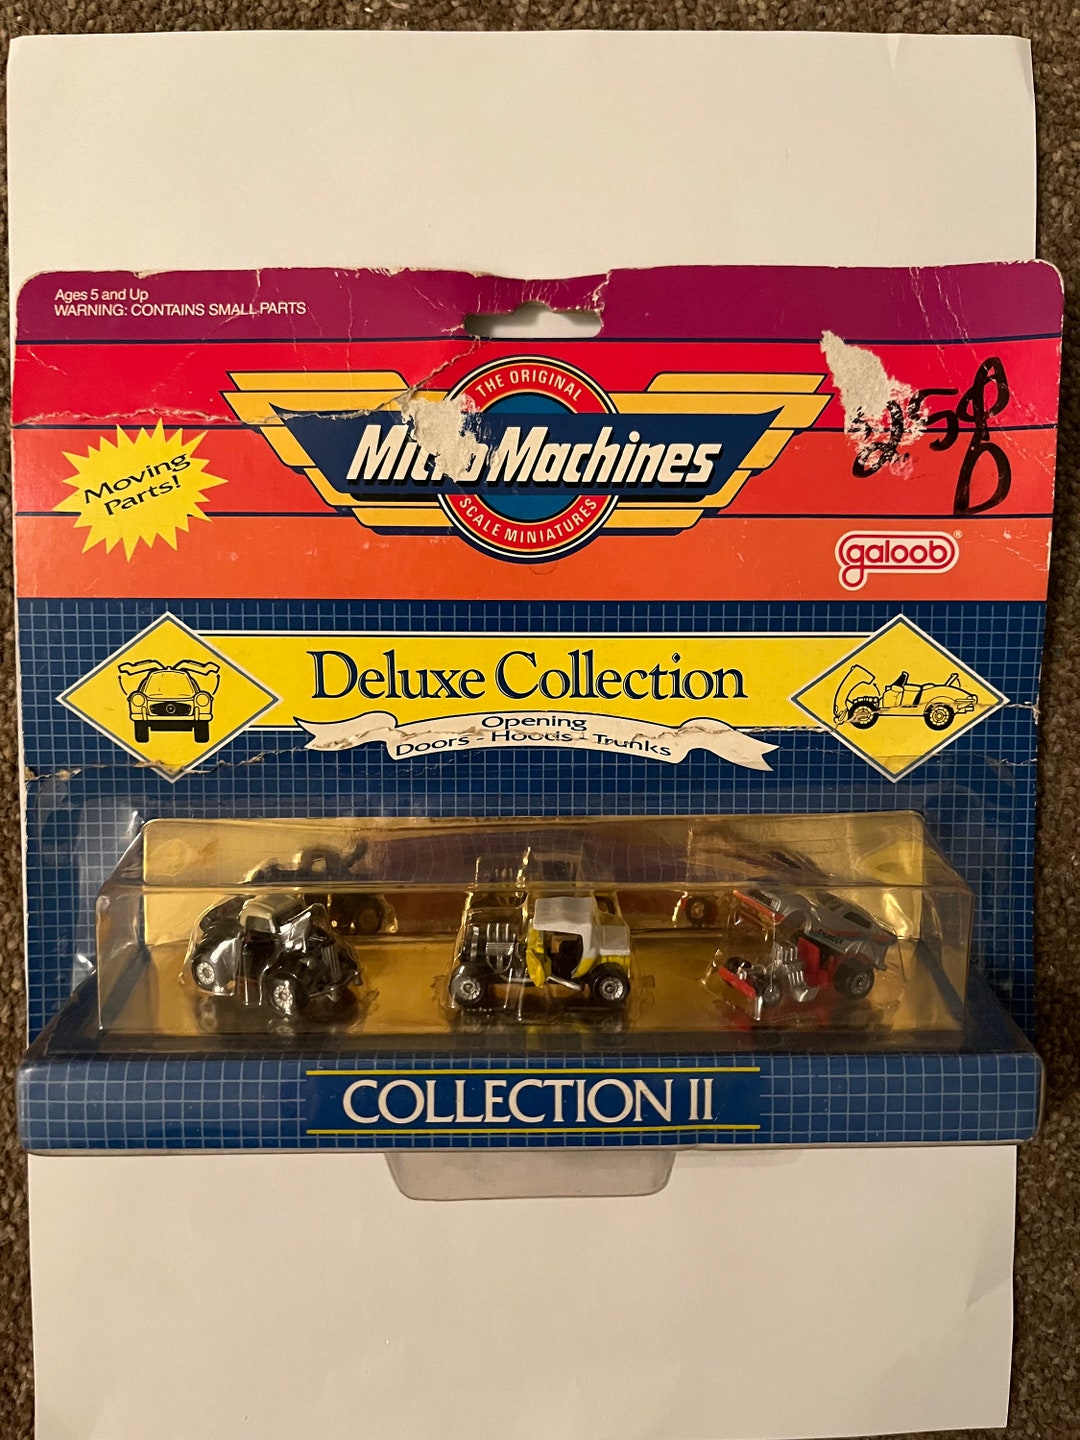 Ages 5 and Up
WARNING: CONTAINS SMALL PARTS
THE ORIGINAL
Micro Machines
SCALE MINIATURES
Moving
Parts!
galoob®
Deluxe Collection
Opening
Doors - Hoods - Trunks
COLLECTION II